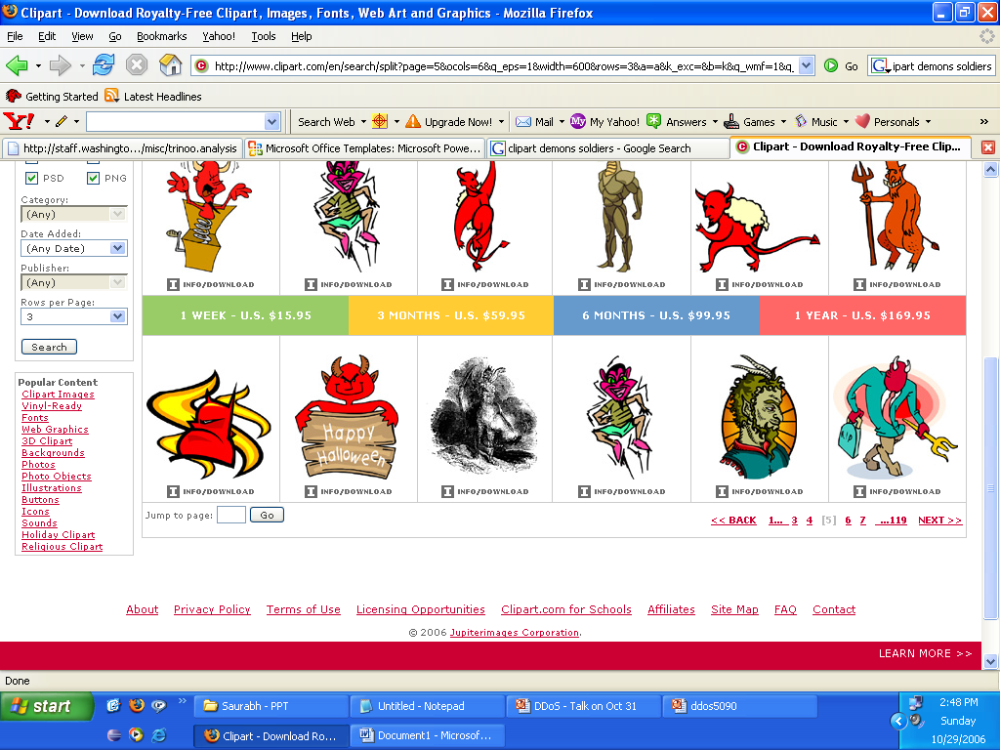 Clipart - Download Royalty-Free Clipart, Images, Fonts, Web Art and Graphics - Mozilla Firefox
File Edit View Go Bookmarks Yahoo! Tools Help
http://www.clipart.com/en/search/split?page=5&ocols=6&q_eps=1&width=600&rows=3&a=a&k_exc=&b=k&q_wmf=1&q_ Go G ipart demons soldiers
Getting Started Latest Headlines
Y! Search Web Upgrade Now! Mail My My Yahoo! Answers Games Music Personals »
http://staff.washingto.../misc/trinoo.analysis Microsoft Office Templates: Microsoft Powe... G clipart demons soldiers - Google Search Clipart - Download Royalty-Free Clip...
PSD PNG
Category:
(Any)
Date Added:
(Any Date)
Publisher:
(Any)
Rows per Page:
3
Search
Popular Content
Clipart Images
Vinyl-Ready
Fonts
Web Graphics
3D Clipart
Backgrounds
Photos
Photo Objects
Illustrations
Buttons
Icons
Sounds
Holiday Clipart
Religious Clipart
I INFO/DOWNLOAD I INFO/DOWNLOAD I INFO/DOWNLOAD I INFO/DOWNLOAD I INFO/DOWNLOAD I INFO/DOWNLOAD
1 WEEK - U.S. $15.95 3 MONTHS - U.S. $59.95 6 MONTHS - U.S. $99.95 1 YEAR - U.S. $169.95
Happy
Halloween
I INFO/DOWNLOAD I INFO/DOWNLOAD I INFO/DOWNLOAD I INFO/DOWNLOAD I INFO/DOWNLOAD I INFO/DOWNLOAD
Jump to page: Go << BACK 1... 3 4 [5] 6 7 ...119 NEXT >>
About Privacy Policy Terms of Use Licensing Opportunities Clipart.com for Schools Affiliates Site Map FAQ Contact
© 2006 Jupiterimages Corporation.
LEARN MORE >>
Done
start » Saurabh - PPT Untitled - Notepad DDoS - Talk on Oct 31 ddos5090 2:48 PM
Sunday
Clipart - Download Ro... Document1 - Microsof... 10/29/2006